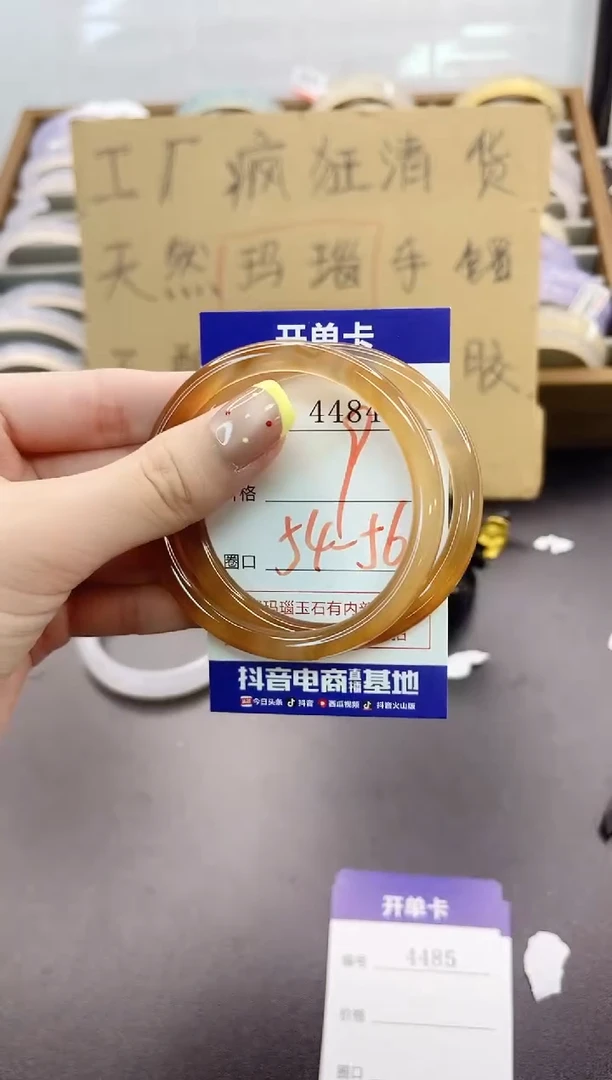 工厂疯狂清货
天然玛瑙手镯
胶
开单卡
4484
格
圈口 54-56
玛瑙玉石有内部
抖音电商直播基地
今日头条 抖音 西瓜视频 抖音火山版
开单卡
编号 4485
价格
圈口